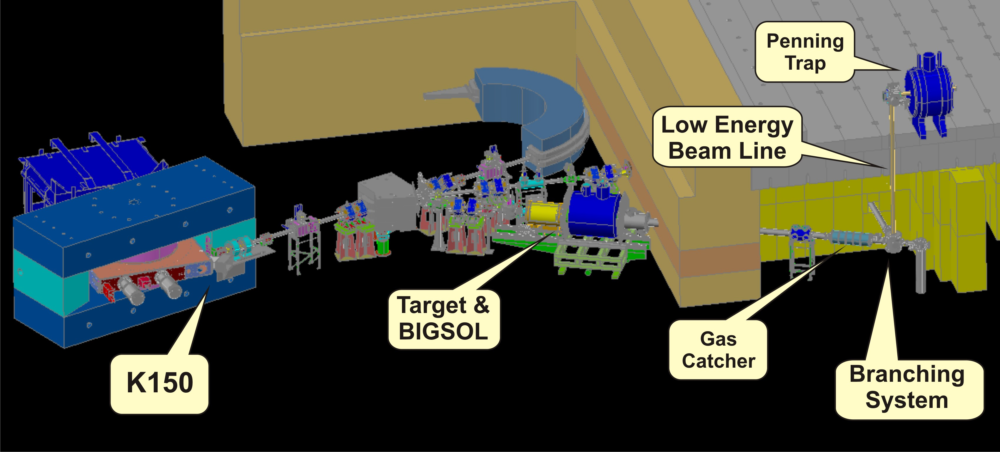 Penning
Trap
Low Energy
Beam Line
Target &
BIGSOL
Gas
Catcher
K150
Branching
System